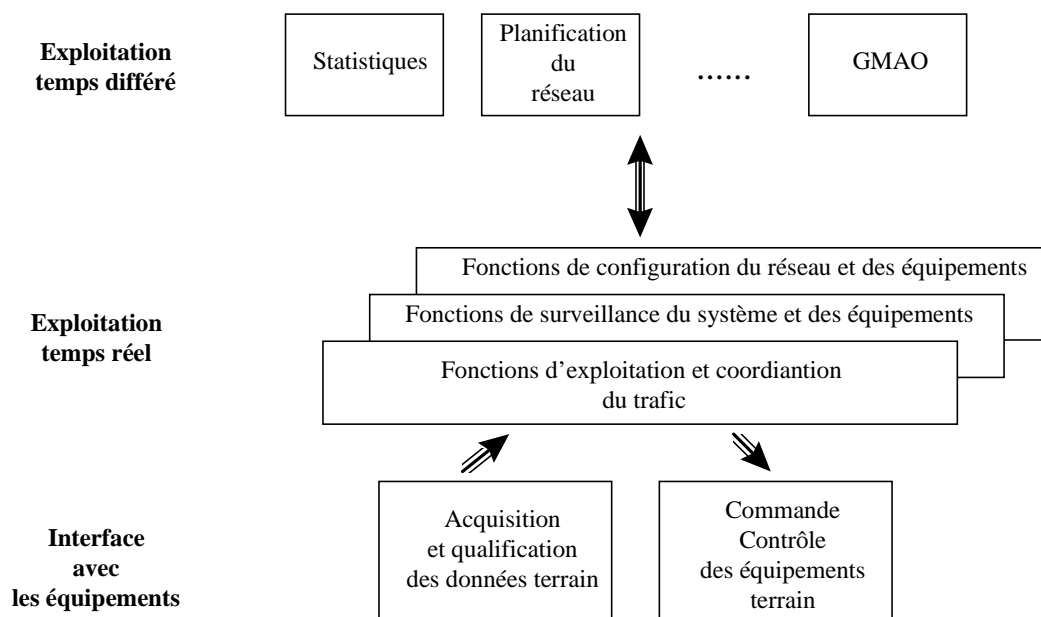 Exploitation
temps différé
Statistiques
Planification
du
réseau
......
GMAO
Exploitation
temps réel
Fonctions de configuration du réseau et des équipements
Fonctions de surveillance du système et des équipements
Fonctions d’exploitation et coordiantion
du trafic
Interface
avec
les équipements
Acquisition
et qualification
des données terrain
Commande
Contrôle
des équipements
terrain